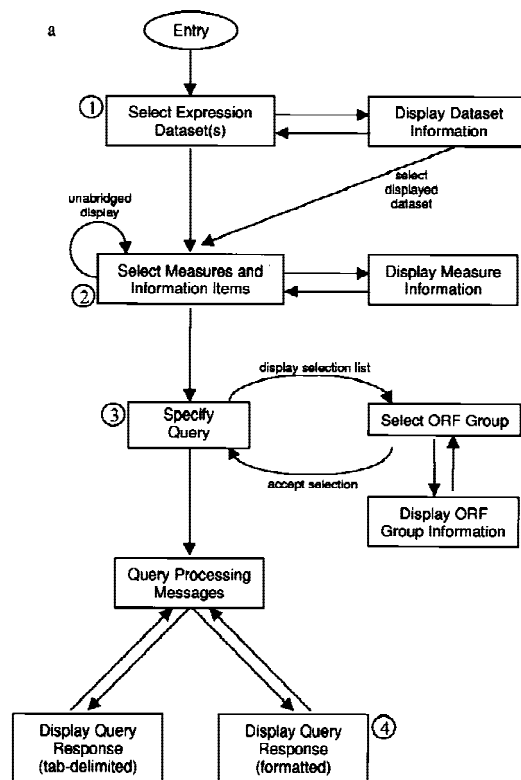 a
Entry
1
Select Expression
Dataset(s)
Display Dataset
Information
select
displayed
dataset
unabridged
display
2
Select Measures and
Information Items
Display Measure
Information
display selection list
3
Specify
Query
Select ORF Group
accept selection
Display ORF
Group Information
Query Processing
Messages
Display Query
Response
(tab-delimited)
4
Display Query
Response
(formatted)